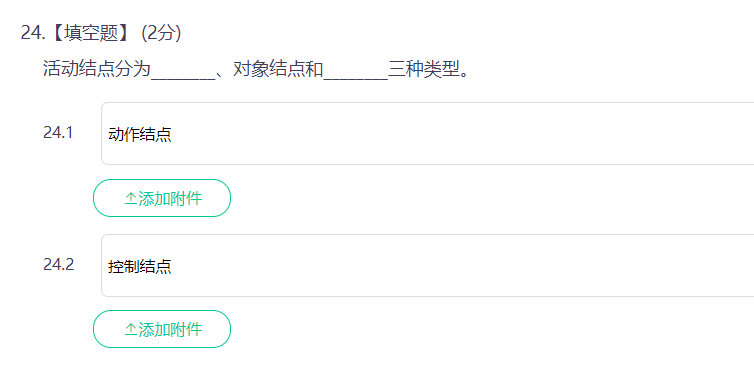 24.【填空题】 (2分)
活动结点分为________、对象结点和________三种类型。
24.1 动作结点
添加附件
24.2 控制结点
添加附件